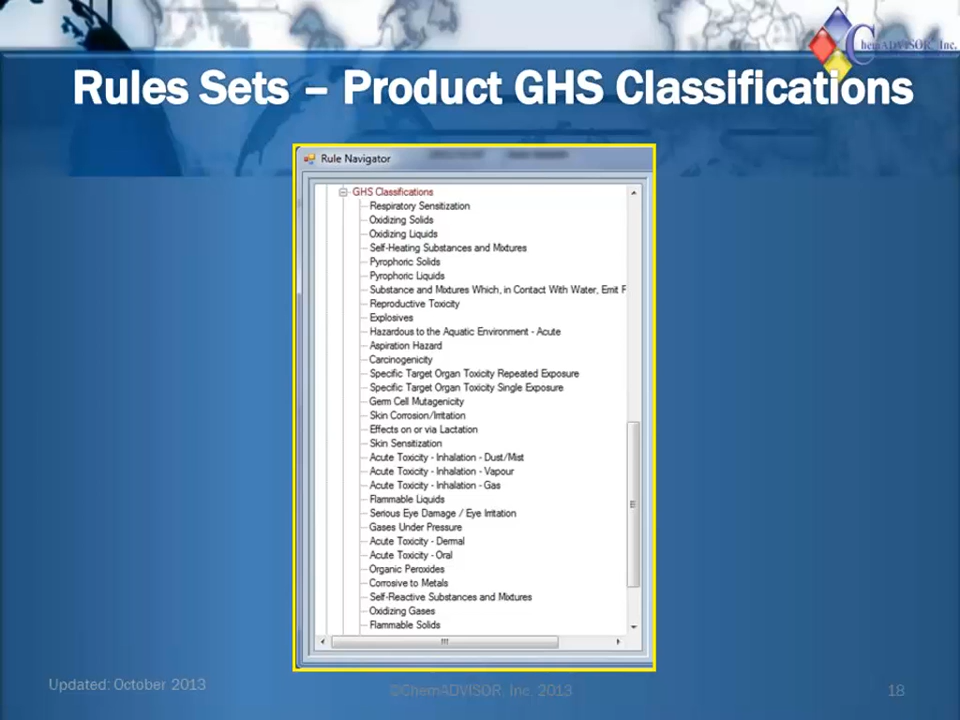 ChemADVISOR, Inc.
Rules Sets – Product GHS Classifications
Rule Navigator
GHS Classifications
Respiratory Sensitization
Oxidizing Solids
Oxidizing Liquids
Self-Heating Substances and Mixtures
Pyrophoric Solids
Pyrophoric Liquids
Substance and Mixtures Which, in Contact With Water, Emit F
Reproductive Toxicity
Explosives
Hazardous to the Aquatic Environment - Acute
Aspiration Hazard
Carcinogenicity
Specific Target Organ Toxicity Repeated Exposure
Specific Target Organ Toxicity Single Exposure
Germ Cell Mutagenicity
Skin Corrosion/Irritation
Effects on or via Lactation
Skin Sensitization
Acute Toxicity - Inhalation - Dust/Mist
Acute Toxicity - Inhalation - Vapour
Acute Toxicity - Inhalation - Gas
Flammable Liquids
Serious Eye Damage / Eye Irritation
Gases Under Pressure
Acute Toxicity - Dermal
Acute Toxicity - Oral
Organic Peroxides
Corrosive to Metals
Self-Reactive Substances and Mixtures
Oxidizing Gases
Flammable Solids
Updated: October 2013
©ChemADVISOR, Inc. 2013
18